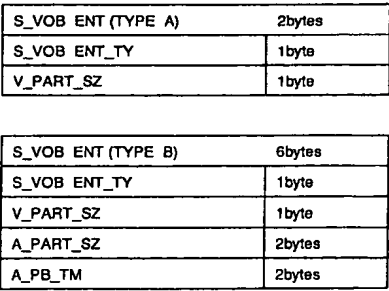 S_VOB ENT (TYPE A) 2bytes
S_VOB ENT_TY 1byte
V_PART_SZ 1byte
S_VOB ENT (TYPE B) 6bytes
S_VOB ENT_TY 1byte
V_PART_SZ 1byte
A_PART_SZ 2bytes
A_PB_TM 2bytes